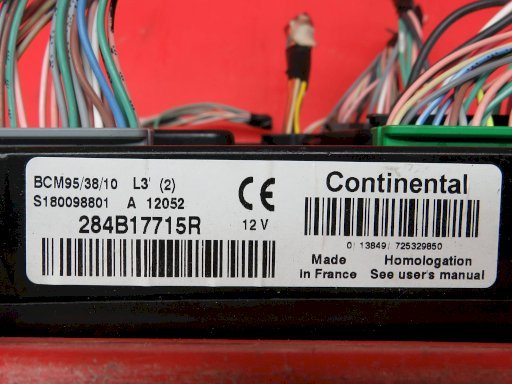 BCM95/38/10 L3' (2)
S180098801 A 12052
284B17715R
12 V
CE
Continental
0/ 13849/ 725329850
Made in France
Homologation
See user's manual